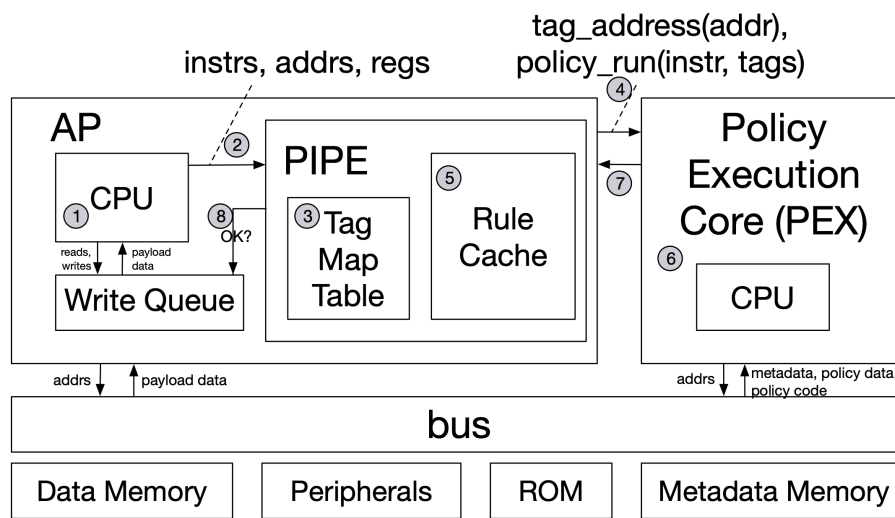 tag_address(addr),
policy_run(instr, tags)
instrs, addrs, regs
4
AP
2
PIPE
5
Policy
Execution
Core (PEX)
7
CPU
1
8
OK?
3
Tag
Map
Table
Rule
Cache
6
CPU
reads,
writes
payload
data
Write Queue
addrs
payload data
addrs
metadata, policy data
policy code
bus
Data Memory
Peripherals
ROM
Metadata Memory